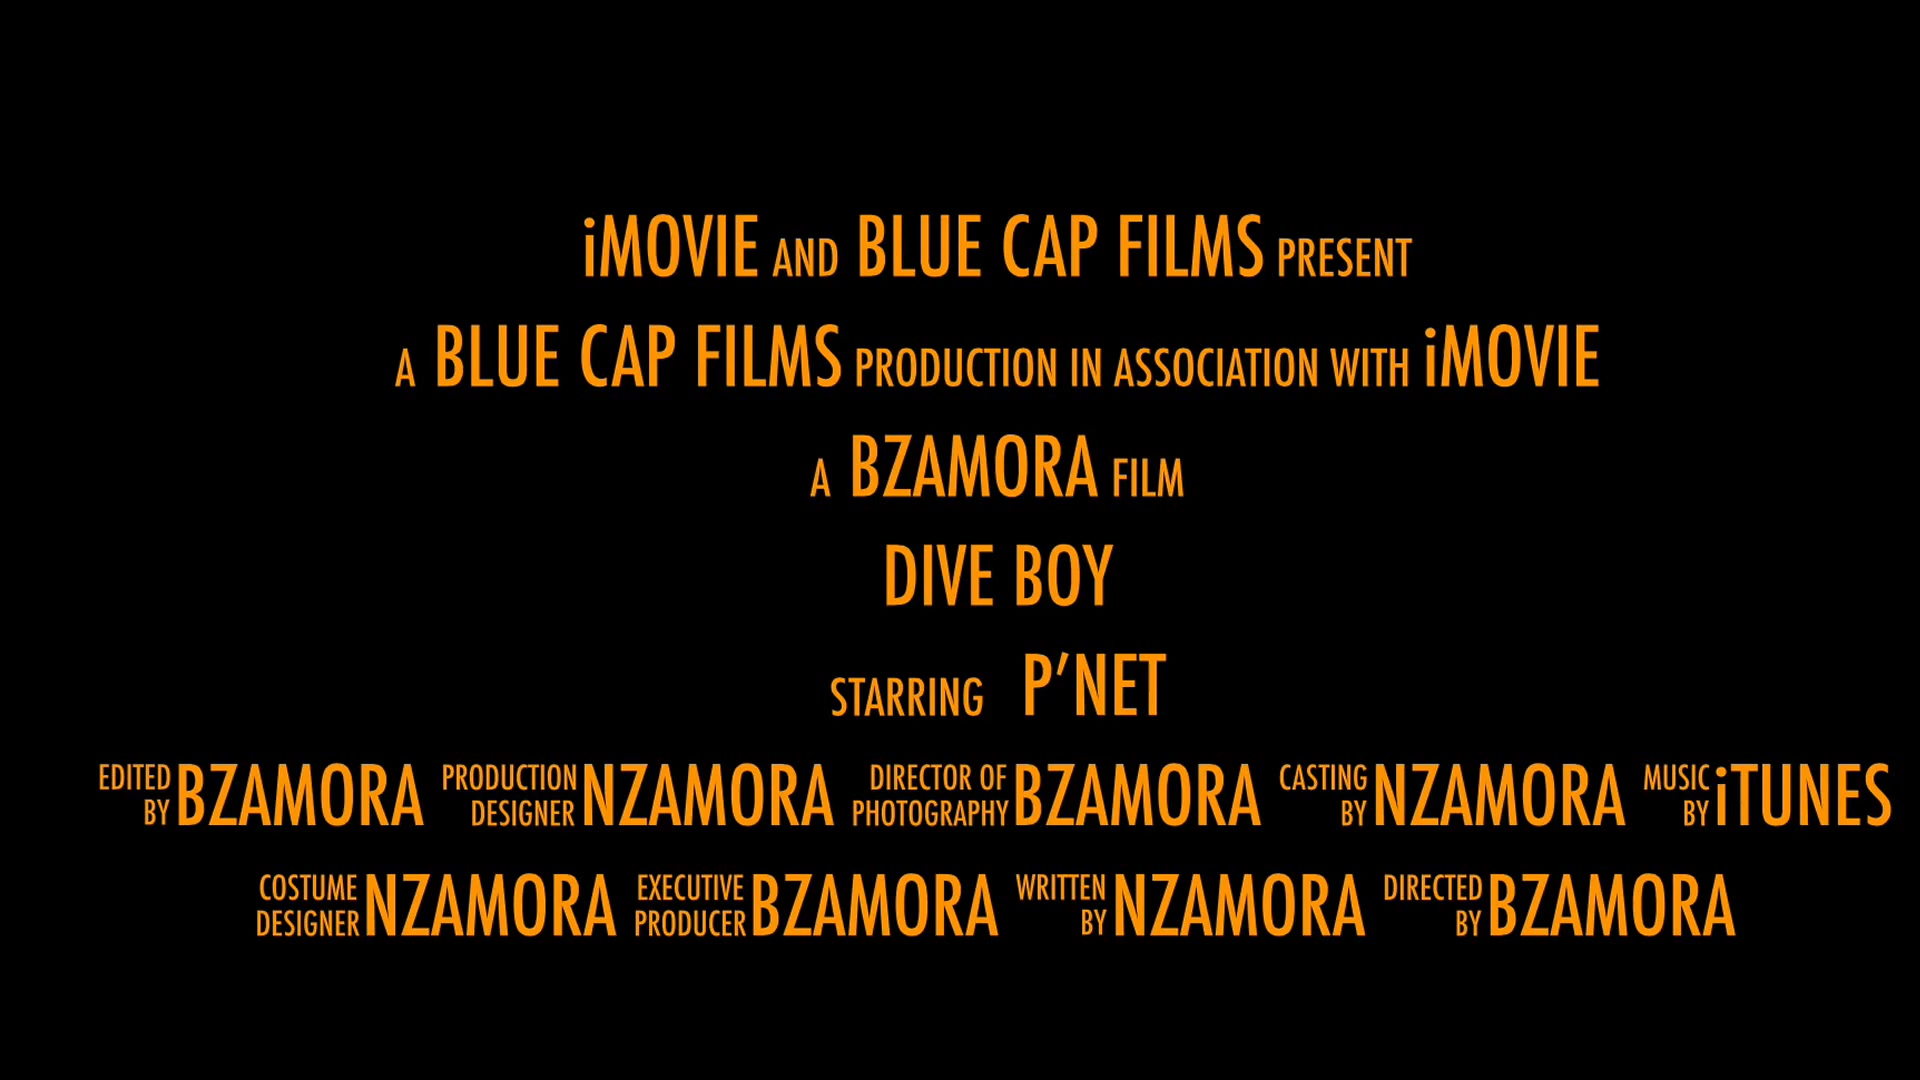 iMOVIE AND BLUE CAP FILMS PRESENT
A BLUE CAP FILMS PRODUCTION IN ASSOCIATION WITH iMOVIE
A BZAMORA FILM
DIVE BOY
STARRING P'NET
EDITED BY BZAMORA PRODUCTION DESIGNER NZAMORA DIRECTOR OF PHOTOGRAPHY BZAMORA CASTING BY NZAMORA MUSIC BY iTUNES
COSTUME DESIGNER NZAMORA EXECUTIVE PRODUCER BZAMORA WRITTEN BY NZAMORA DIRECTED BY BZAMORA